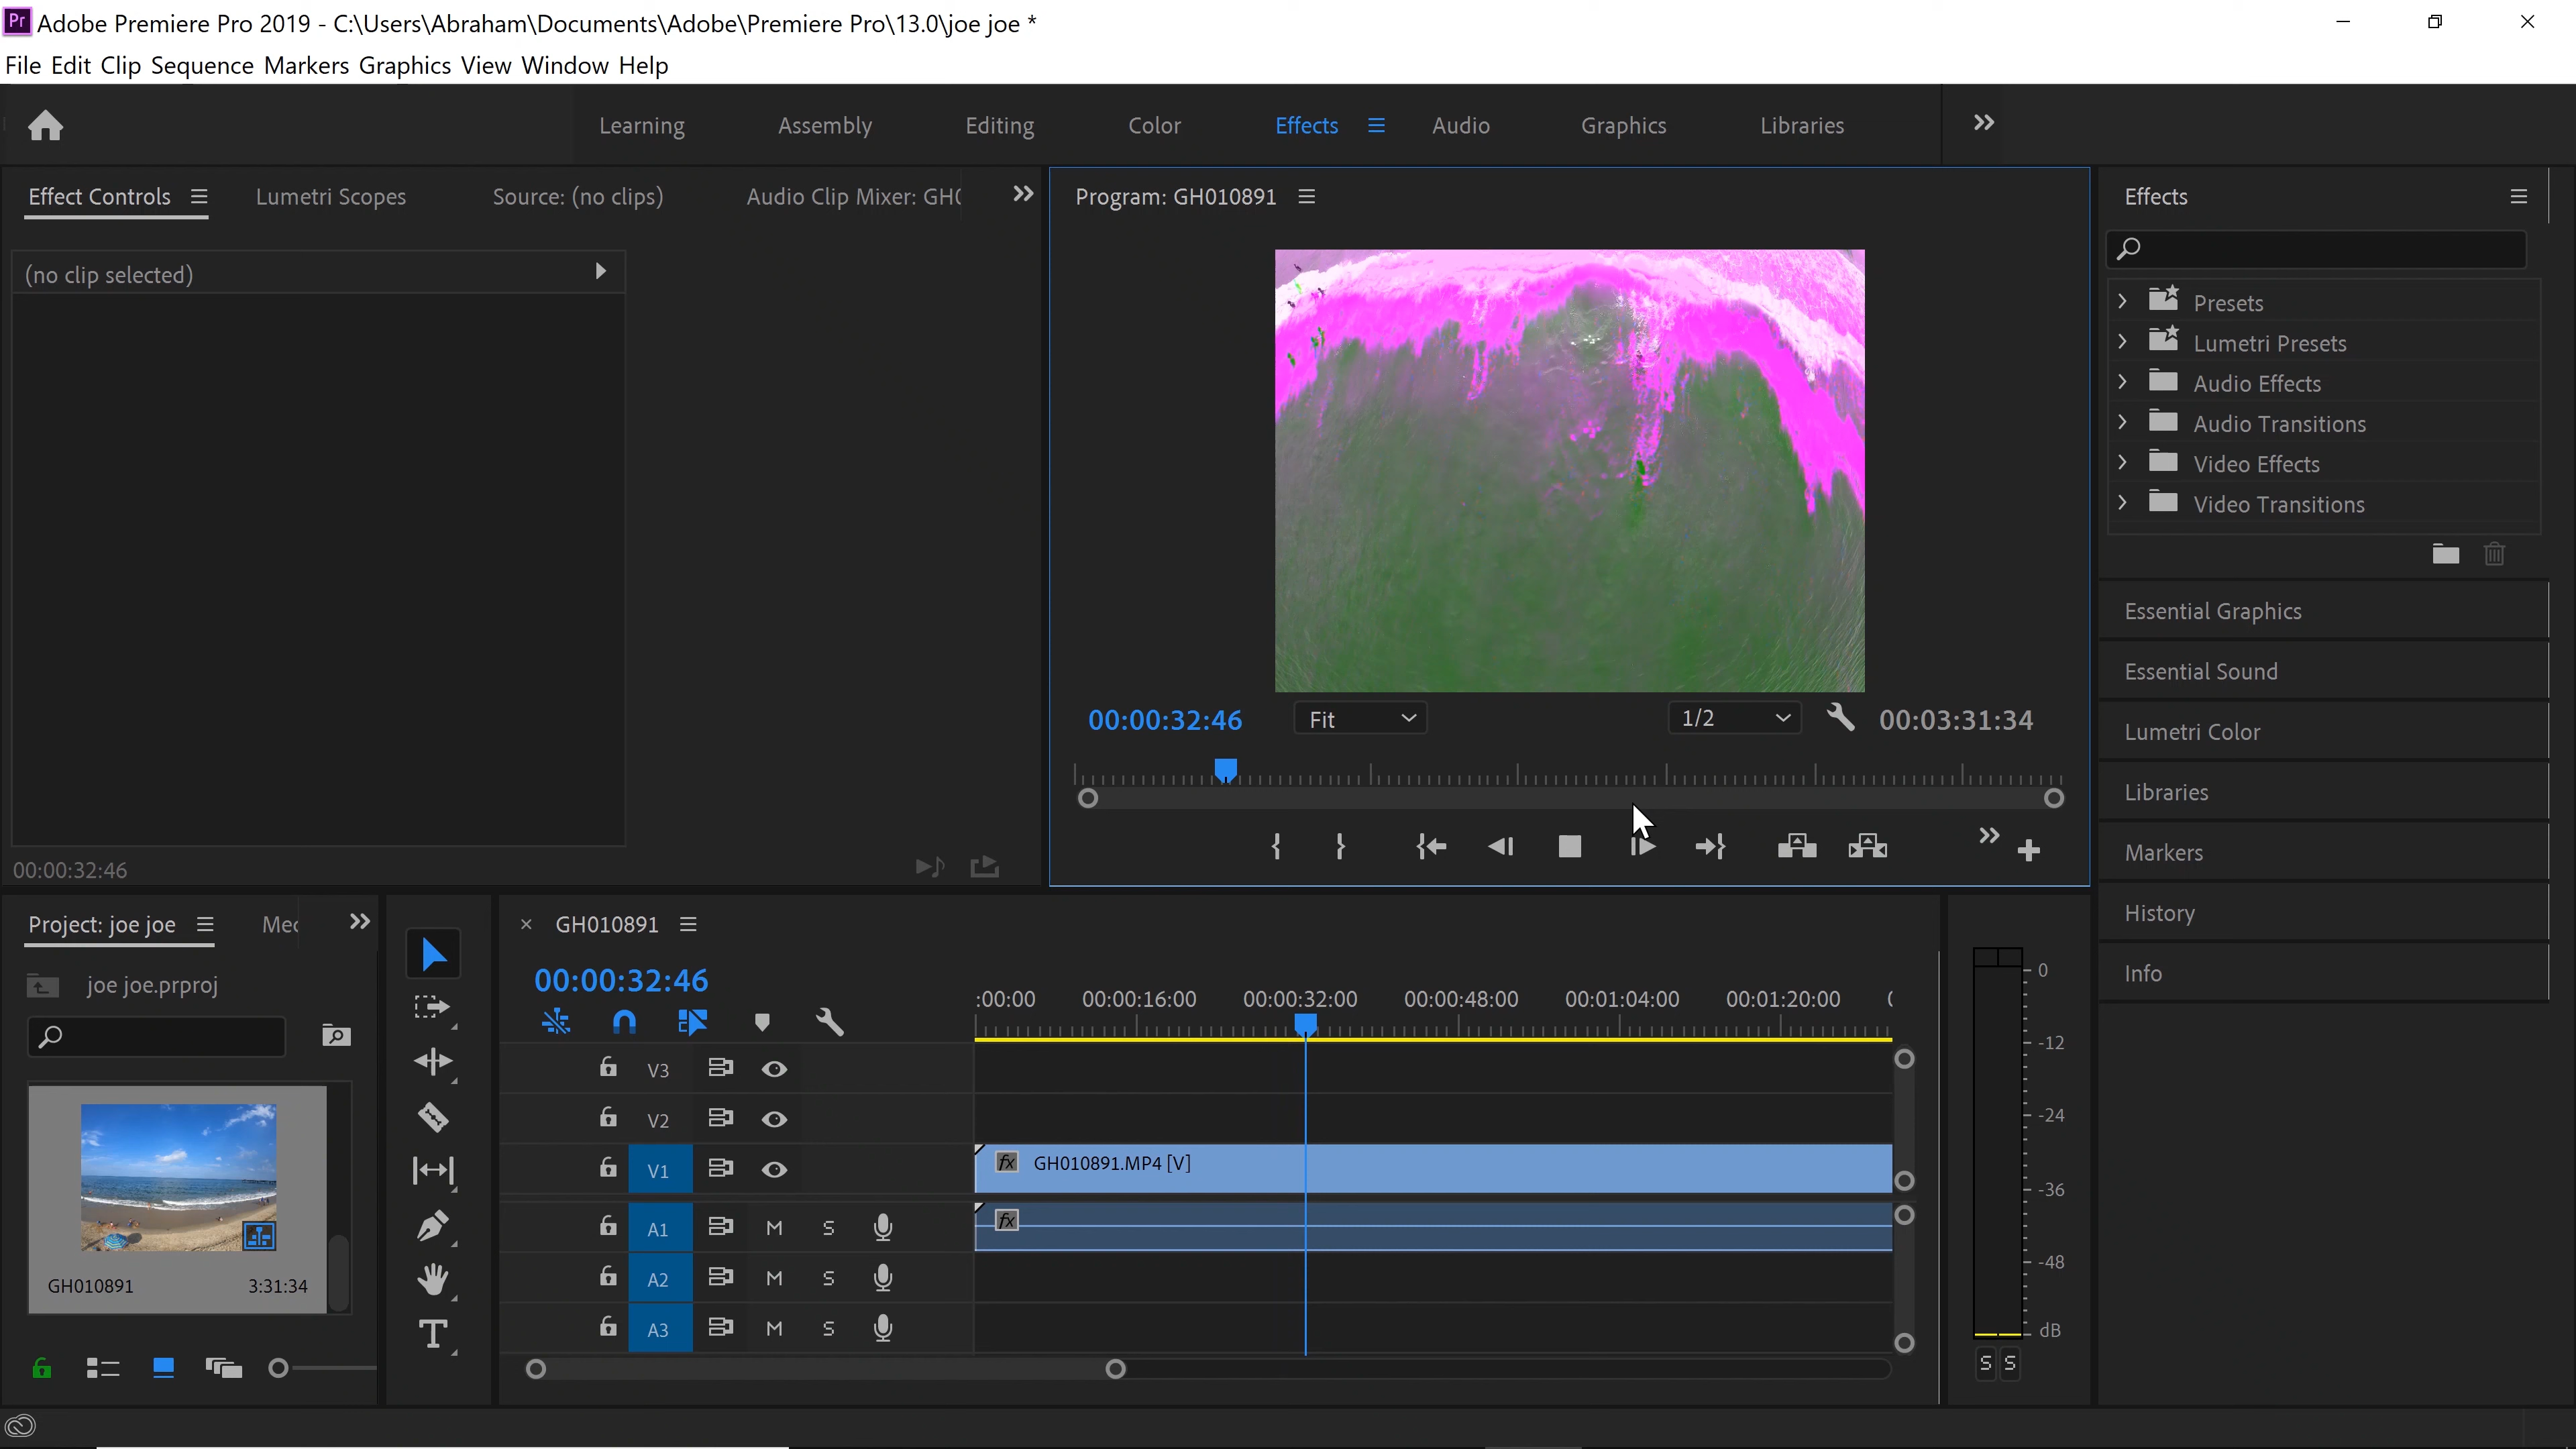 Pr Adobe Premiere Pro 2019 - C:\Users\Abraham\Documents\Adobe\Premiere Pro\13.0\joe joe *
File Edit Clip Sequence Markers Graphics View Window Help
Learning Assembly Editing Color Effects Audio Graphics Libraries
Effect Controls Lumetri Scopes Source: (no clips) Audio Clip Mixer: GH0
(no clip selected)
00:00:32:46
Program: GH010891
00:00:32:46 Fit 1/2 00:03:31:34
Effects
Presets
Lumetri Presets
Audio Effects
Audio Transitions
Video Effects
Video Transitions
Essential Graphics
Essential Sound
Lumetri Color
Libraries
Markers
History
Info
Project: joe joe Med
joe joe.prproj
GH010891 3:31:34
T
× GH010891
00:00:32:46
:00:00 00:00:16:00 00:00:32:00 00:00:48:00 00:01:04:00 00:01:20:00
V3
V2
V1 fx GH010891.MP4 [V]
A1 M S fx
A2 M S
A3 M S
0
-12
-24
-36
-48
dB
S S